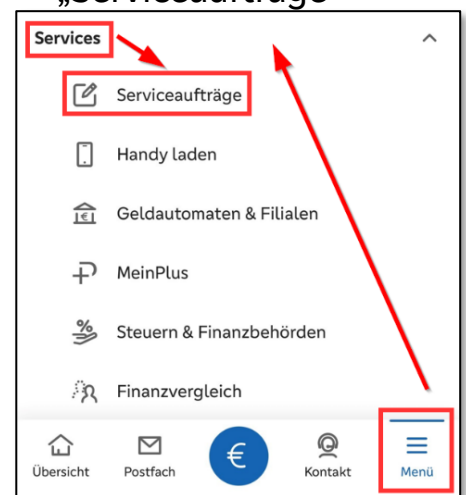 „Serviceaufträge
Services
Serviceaufträge
Handy laden
Geldautomaten & Filialen
MeinPlus
Steuern & Finanzbehörden
Finanzvergleich
Übersicht Postfach € Kontakt Menü